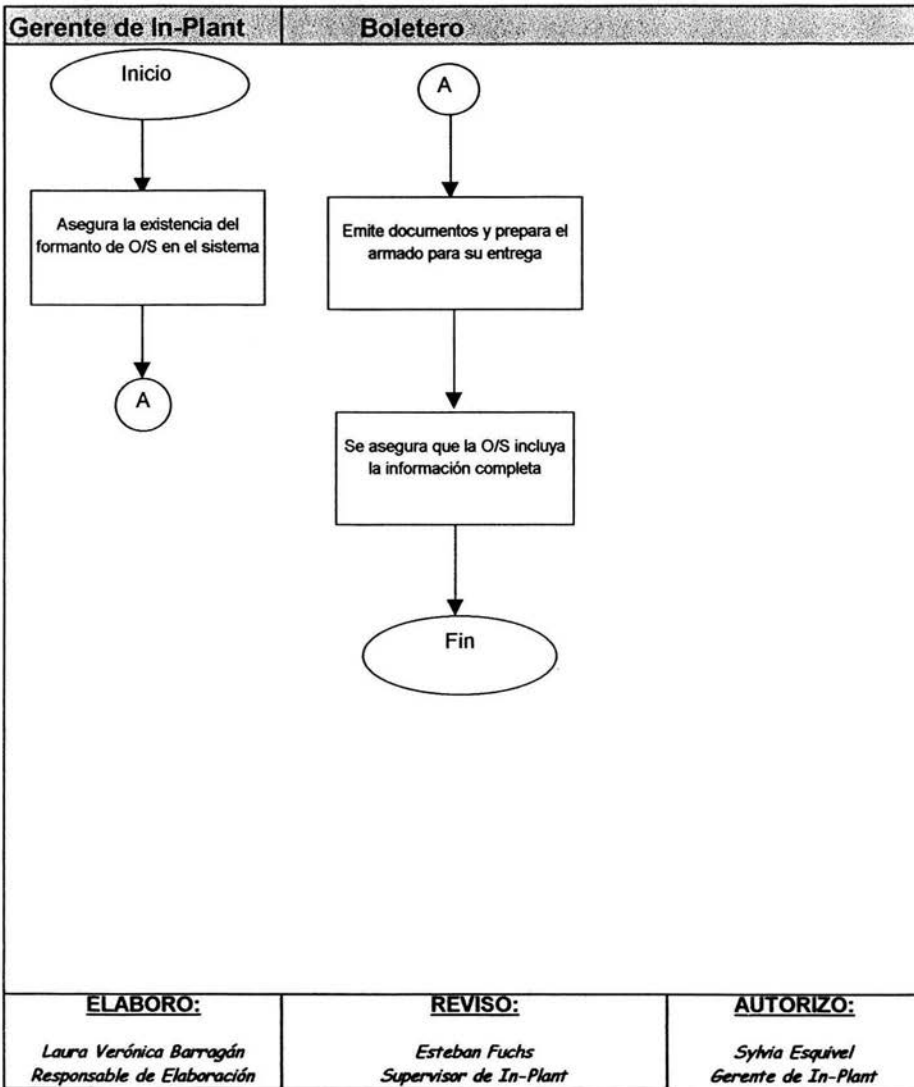 Gerente de In-Plant
Boletero
Inicio
Asegura la existencia del
formanto de O/S en el sistema
A
A
Emite documentos y prepara el
armado para su entrega
Se asegura que la O/S incluya
la información completa
Fin
ELABORO:
Laura Verónica Barragán
Responsable de Elaboración
REVISO:
Esteban Fuchs
Supervisor de In-Plant
AUTORIZO:
Sylvia Esquivel
Gerente de In-Plant